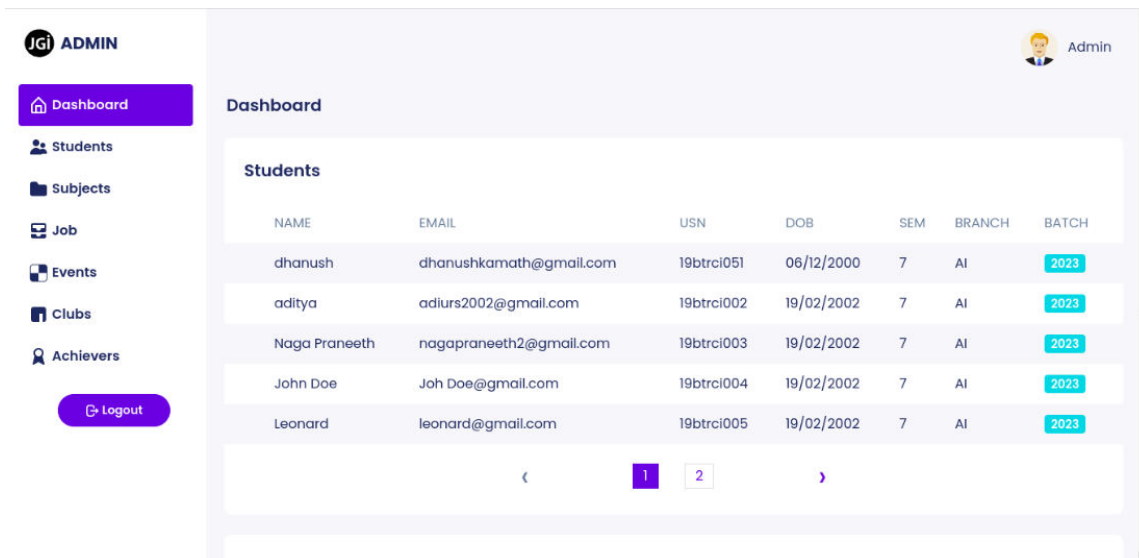 JGi ADMIN
Admin
Dashboard
Students
Subjects
Job
Events
Clubs
Achievers
Logout
Dashboard
Students
NAME EMAIL USN DOB SEM BRANCH BATCH
dhanush dhanushkamath@gmail.com 19btrci051 06/12/2000 7 AI 2023
aditya adiurs2002@gmail.com 19btrci002 19/02/2002 7 AI 2023
Naga Praneeth nagapraneeth2@gmail.com 19btrci003 19/02/2002 7 AI 2023
John Doe Joh Doe@gmail.com 19btrci004 19/02/2002 7 AI 2023
Leonard leonard@gmail.com 19btrci005 19/02/2002 7 AI 2023
‹ 1 2 ›